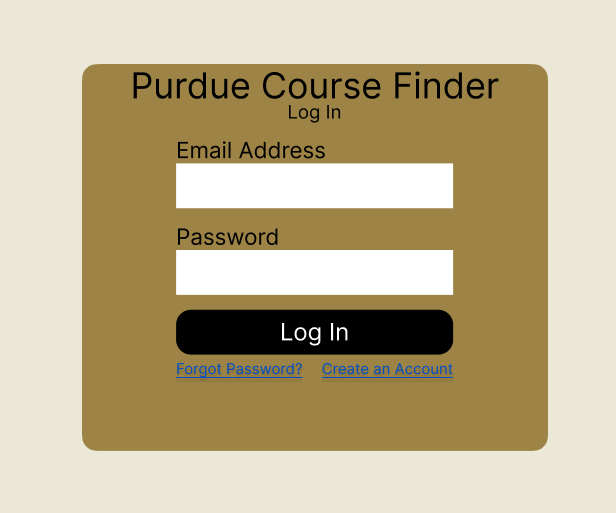 Purdue Course Finder
Log In
Email Address
Password
Log In
Forgot Password? Create an Account